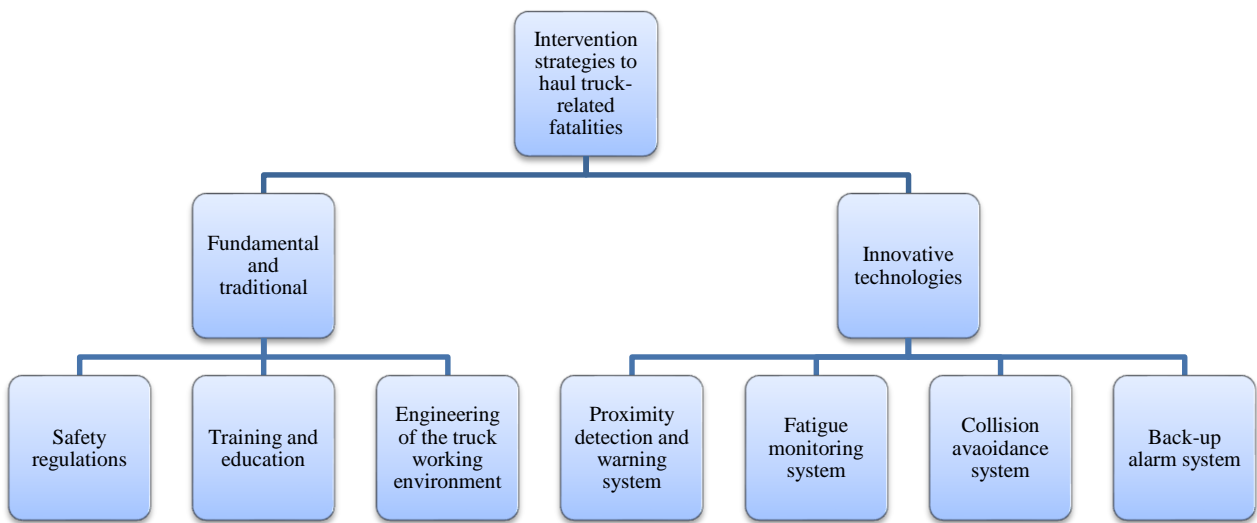 Intervention
strategies to
haul truck-
related
fatalities
Fundamental
and
traditional
Innovative
technologies
Safety
regulations
Training and
education
Engineering
of the truck
working
environment
Proximity
detection and
warning
system
Fatigue
monitoring
system
Collision
avaoidance
system
Back-up
alarm system